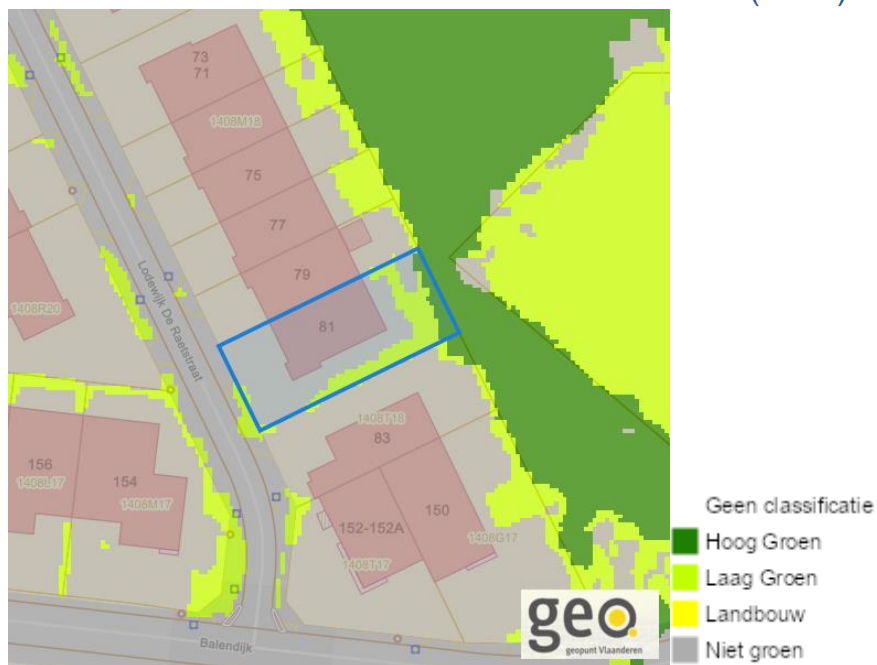 73
71
1408M18
75
77
79
81
Lodewijk De Raetstraat
1408R20
1408T18
83
156
1408L17
154
1408M17
150
152-152A
1408G17
1408T17
Balendijk
geo
geopunt Vlaanderen
Geen classificatie
Hoog Groen
Laag Groen
Landbouw
Niet groen